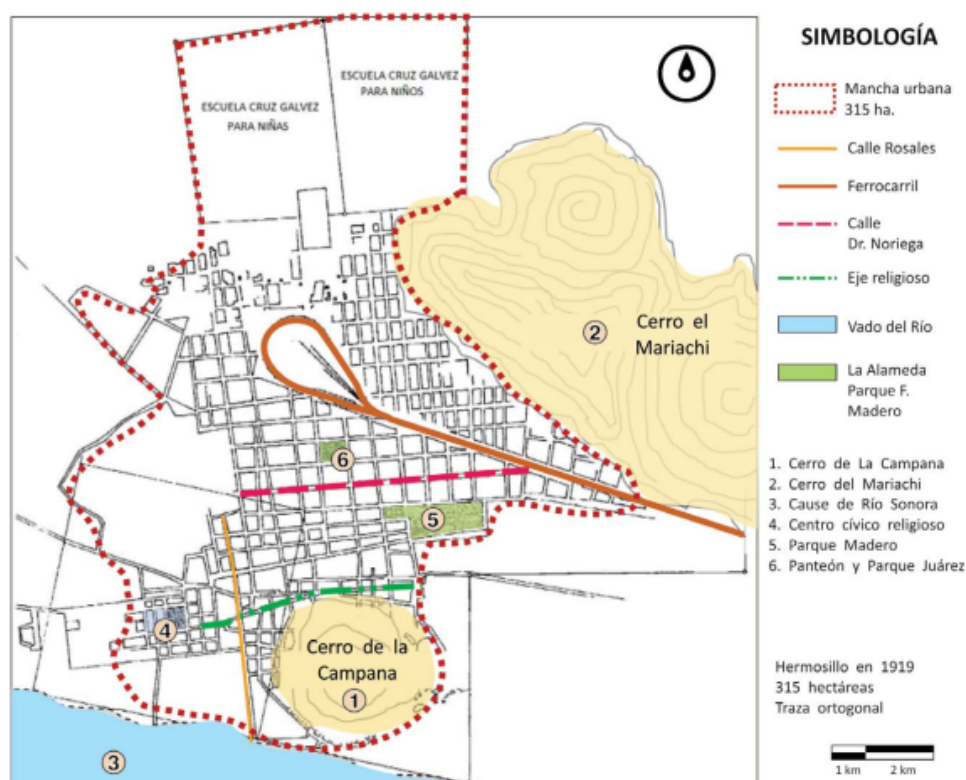 ESCUELA CRUZ GALVEZ
PARA NIÑAS
ESCUELA CRUZ GALVEZ
PARA NIÑOS
2
Cerro el
Mariachi
6
5
4
Cerro de la
Campana
1
3
SIMBOLOGÍA
Mancha urbana
315 ha.
Calle Rosales
Ferrocarril
Calle
Dr. Noriega
Eje religioso
Vado del Río
La Alameda
Parque F.
Madero
1. Cerro de La Campana
2. Cerro del Mariachi
3. Cause de Río Sonora
4. Centro cívico religioso
5. Parque Madero
6. Panteón y Parque Juárez
Hermosillo en 1919
315 hectáreas
Traza ortogonal
1 km 2 km